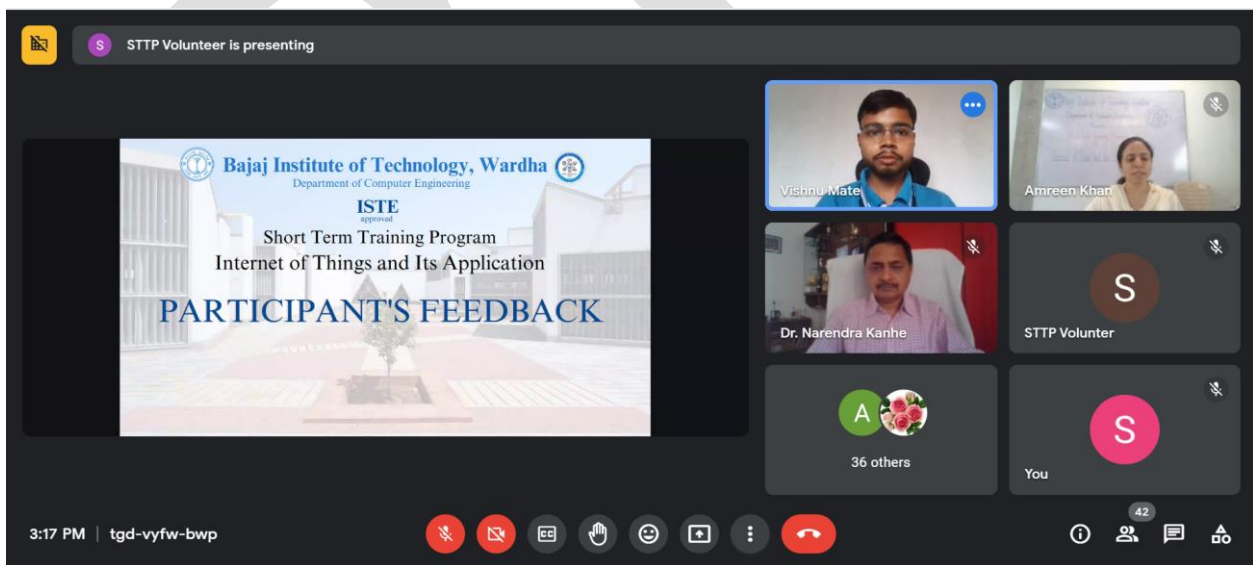 S STTP Volunteer is presenting
Bajaj Institute of Technology, Wardha
Department of Computer Engineering
ISTE
approved
Short Term Training Program
Internet of Things and Its Application
PARTICIPANT'S FEEDBACK
Vishnu Mate
Amreen Khan
Dr. Narendra Kanhe
S
STTP Volunter
A
36 others
S
You
3:17 PM | tgd-vyfw-bwp
CC
42